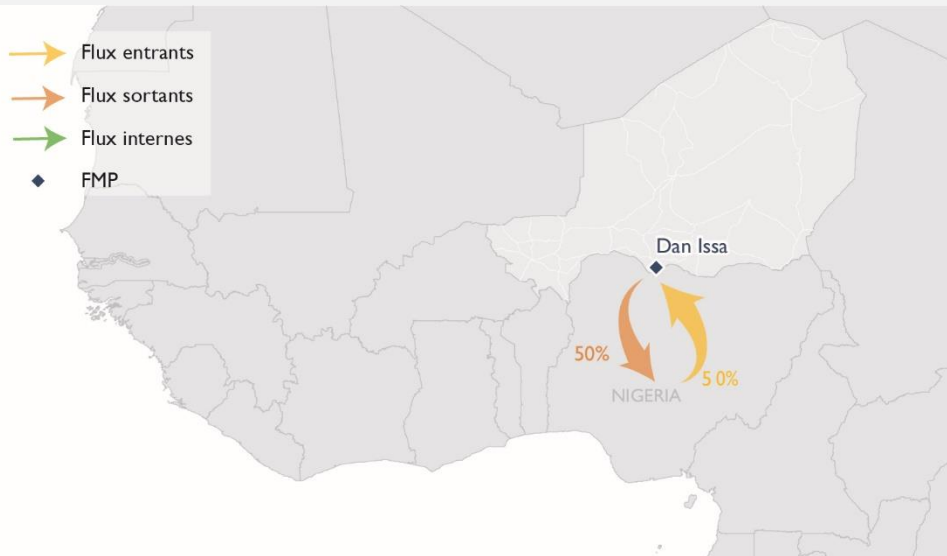 Flux entrants
Flux sortants
Flux internes
FMP
Dan Issa
50%
5 0%
NIGERIA